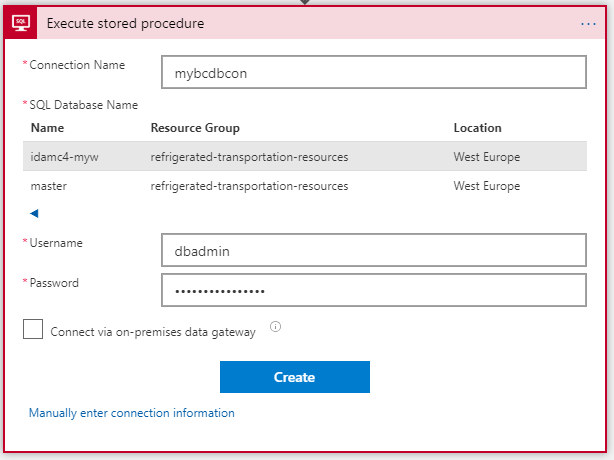 SQL Execute stored procedure ...
*Connection Name mybcdbcon
*SQL Database Name
Name Resource Group Location
idamc4-myw refrigerated-transportation-resources West Europe
master refrigerated-transportation-resources West Europe
*Username dbadmin
*Password ••••••••••••••••
Connect via on-premises data gateway i
Create
Manually enter connection information